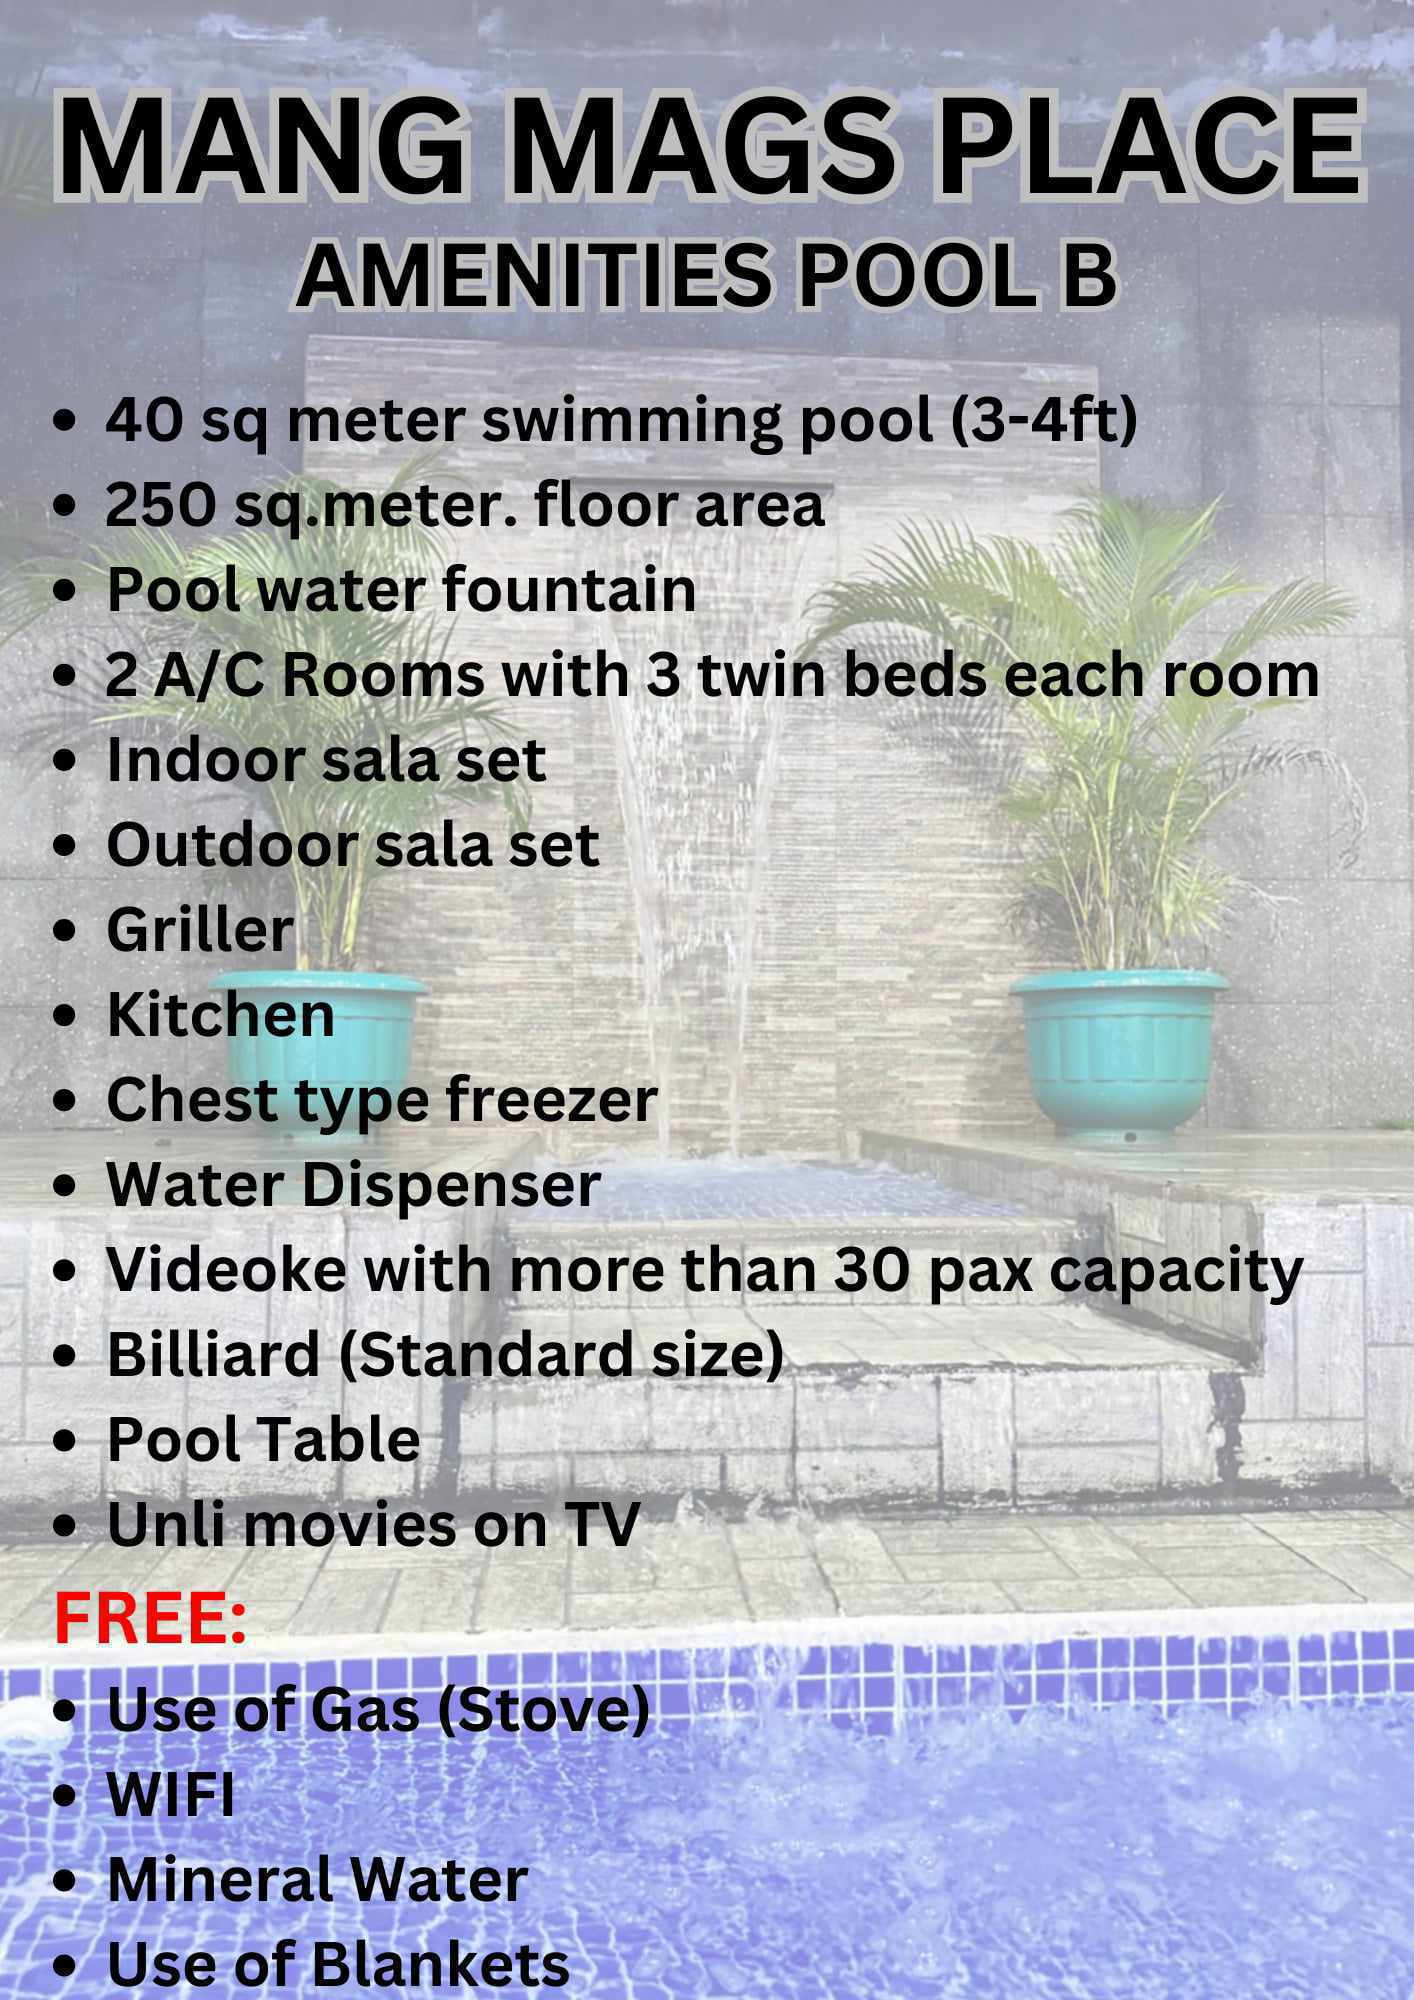 MANG MAGS PLACE
AMENITIES POOL B
• 40 sq meter swimming pool (3-4ft)
• 250 sq.meter. floor area
• Pool water fountain
• 2 A/C Rooms with 3 twin beds each room
• Indoor sala set
• Outdoor sala set
• Griller
• Kitchen
• Chest type freezer
• Water Dispenser
• Videoke with more than 30 pax capacity
• Billiard (Standard size)
• Pool Table
• Unli movies on TV
FREE:
• Use of Gas (Stove)
• WIFI
• Mineral Water
• Use of Blankets